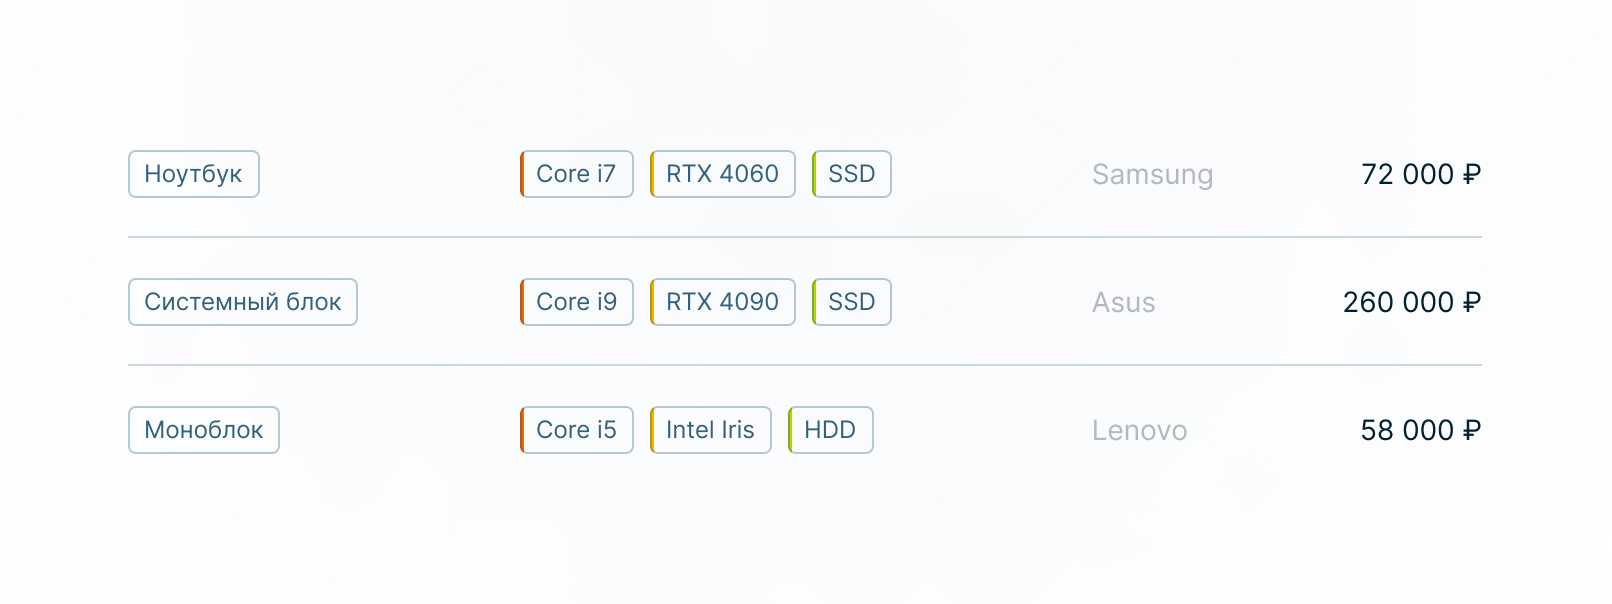 Ноутбук Core i7 RTX 4060 SSD Samsung 72 000 ₽
Системный блок Core i9 RTX 4090 SSD Asus 260 000 ₽
Моноблок Core i5 Intel Iris HDD Lenovo 58 000 ₽